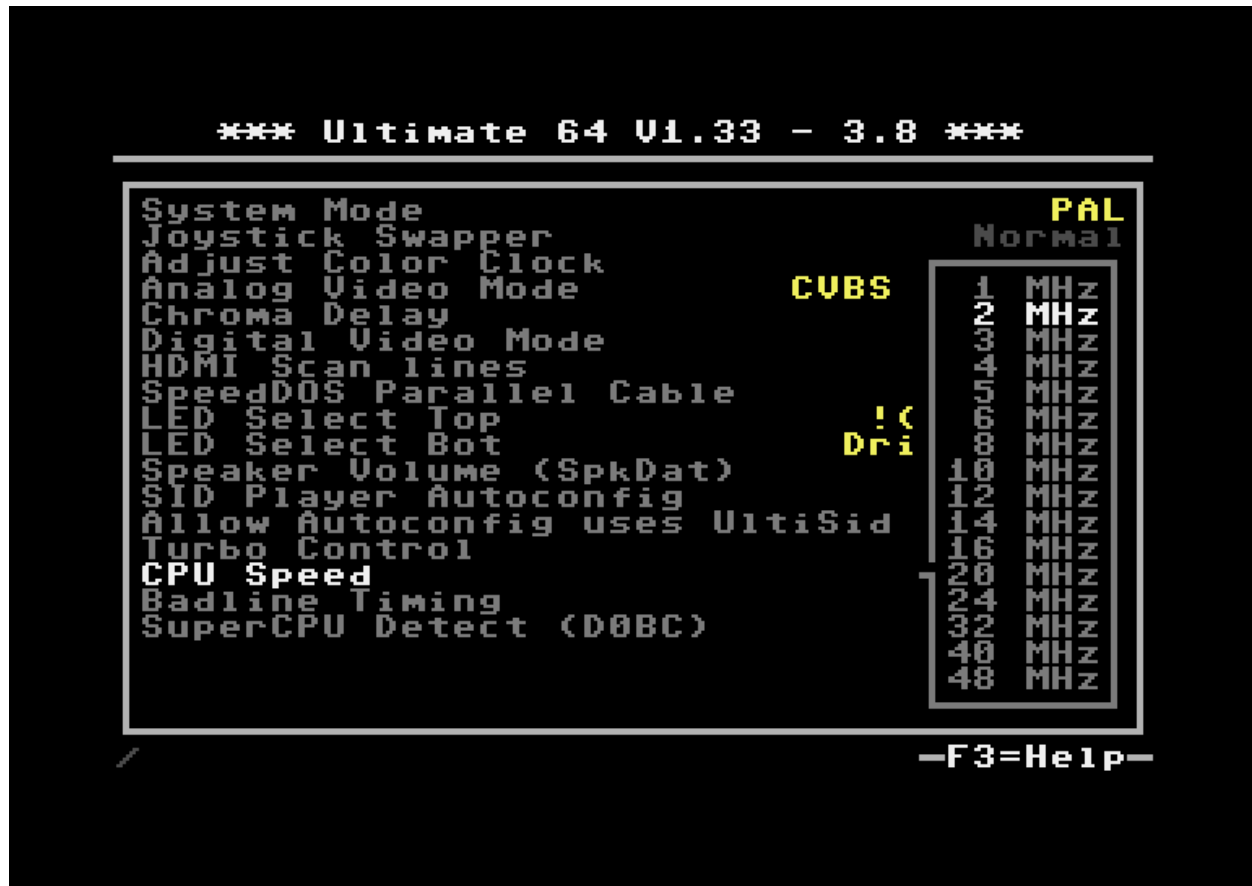 *** Ultimate 64 V1.33 - 3.8 ***
System Mode PAL
Joystick Swapper Normal
Adjust Color Clock
Analog Video Mode CVBS 1 MHz
Chroma Delay 2 MHz
Digital Video Mode 3 MHz
HDMI Scan lines 4 MHz
SpeedDOS Parallel Cable 5 MHz
LED Select Top !( 6 MHz
LED Select Bot Dri 8 MHz
Speaker Volume (SpkDat) 10 MHz
SID Player Autoconfig 12 MHz
Allow Autoconfig uses UltiSid 14 MHz
Turbo Control 16 MHz
CPU Speed 20 MHz
Badline Timing 24 MHz
SuperCPU Detect (D0BC) 32 MHz
40 MHz
48 MHz
/ -F3=Help-